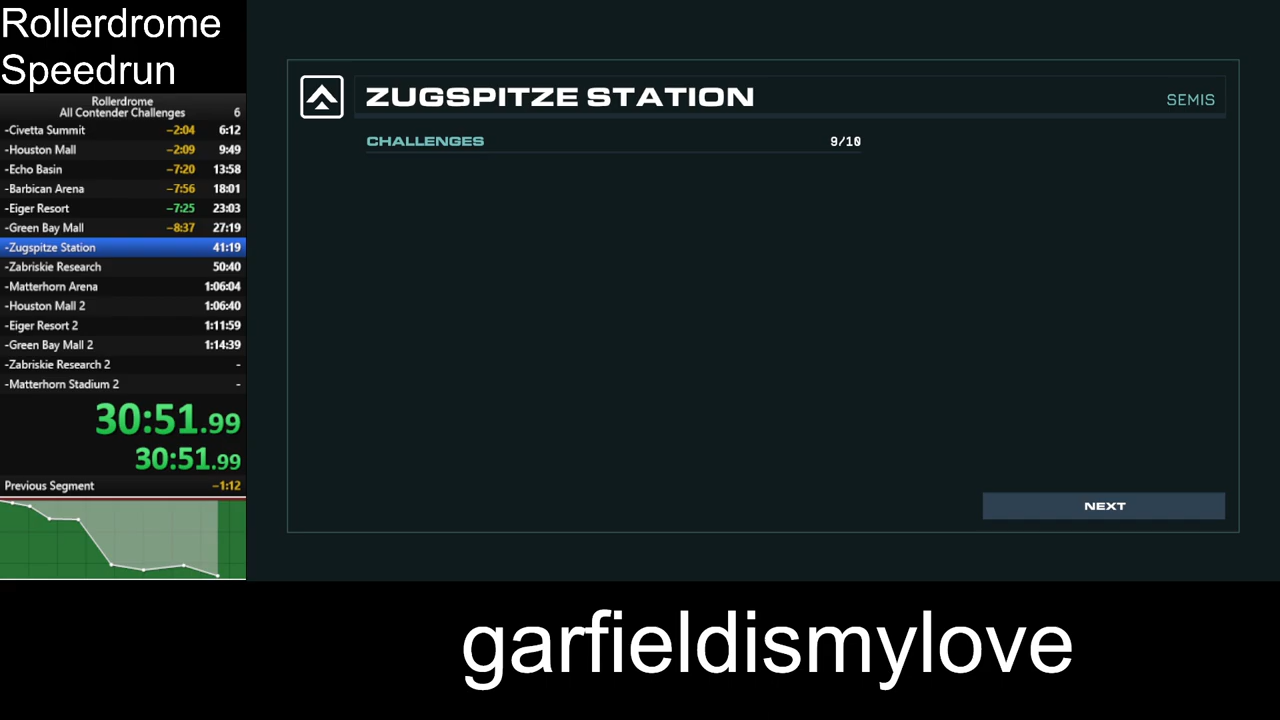 Rollerdrome
Speedrun
Rollerdrome
All Contender Challenges 6
-Civetta Summit −2:04 6:12
-Houston Mall −2:09 9:49
-Echo Basin −7:20 13:58
-Barbican Arena −7:56 18:01
-Eiger Resort −7:25 23:03
-Green Bay Mall −8:37 27:19
-Zugspitze Station 41:19
-Zabriskie Research 50:40
-Matterhorn Arena 1:06:04
-Houston Mall 2 1:06:40
-Eiger Resort 2 1:11:59
-Green Bay Mall 2 1:14:39
-Zabriskie Research 2 -
-Matterhorn Stadium 2 -
30:51.99
30:51.99
Previous Segment −1:12
ZUGSPITZE STATION
SEMIS
CHALLENGES 9/10
NEXT
garfieldismylove